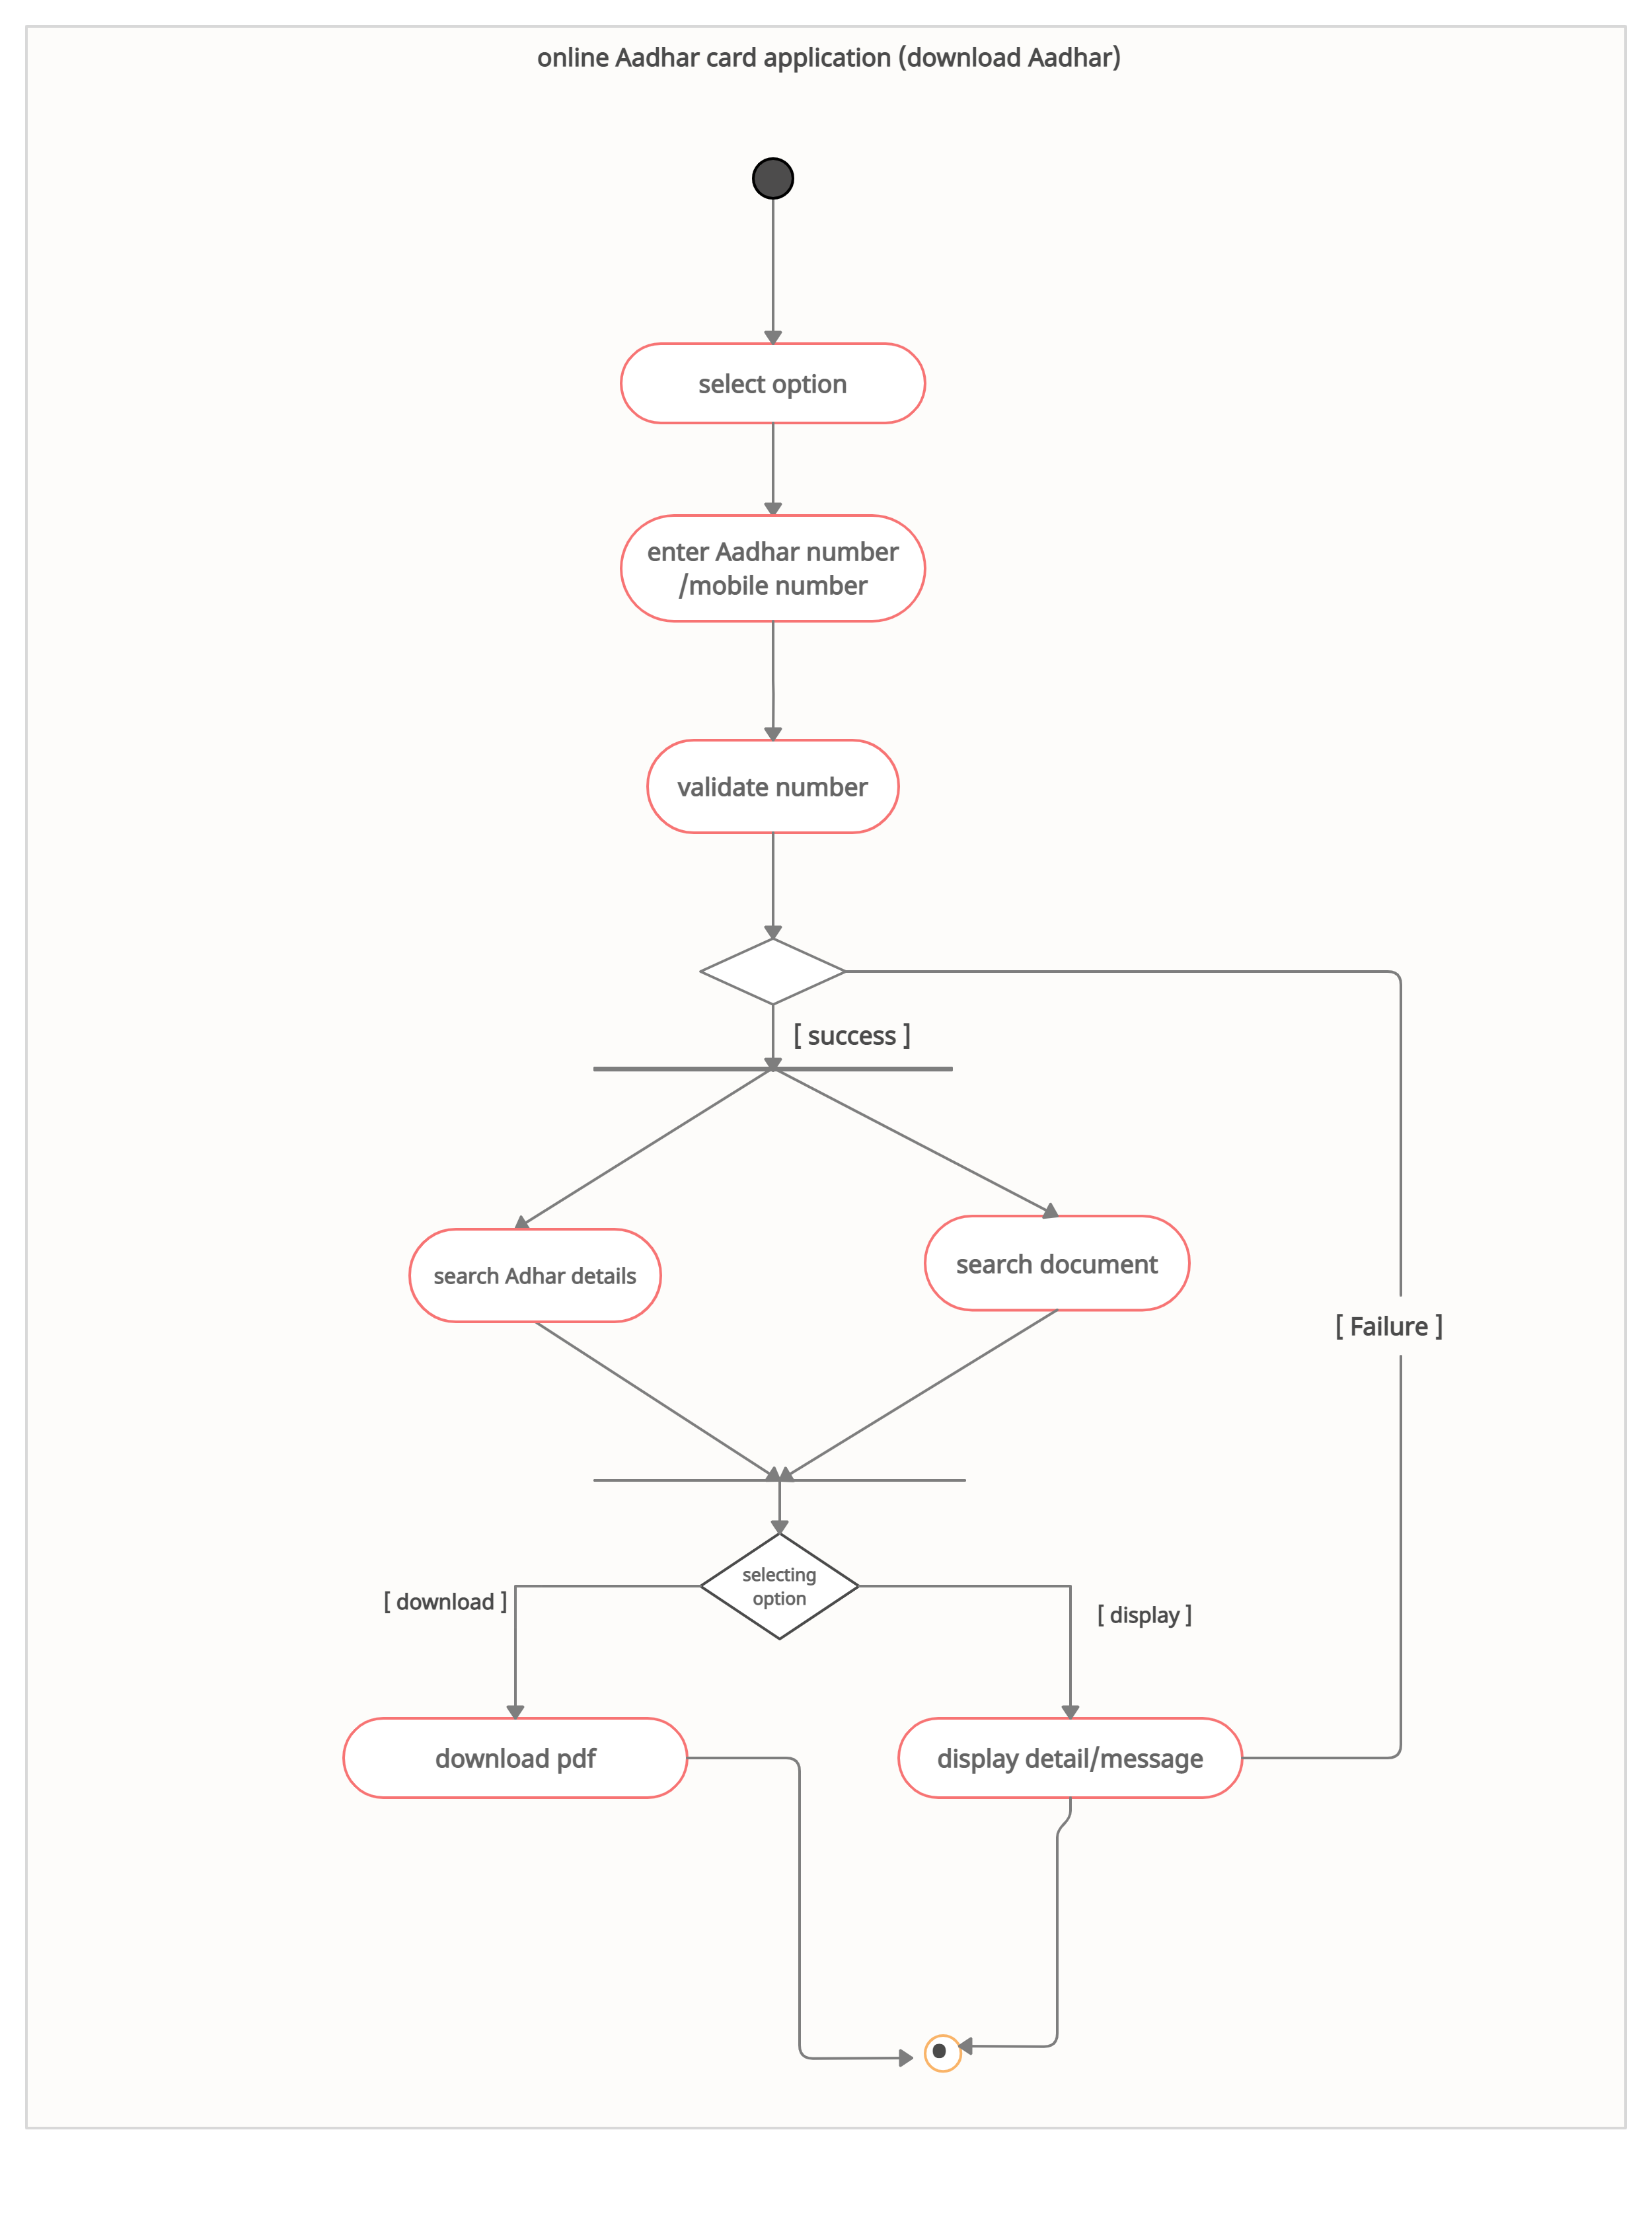 online Aadhar card application (download Aadhar)
select option
enter Aadhar number
/mobile number
validate number
[ success ]
search Adhar details
search document
[ Failure ]
selecting
option
[ download ]
[ display ]
download pdf
display detail/message